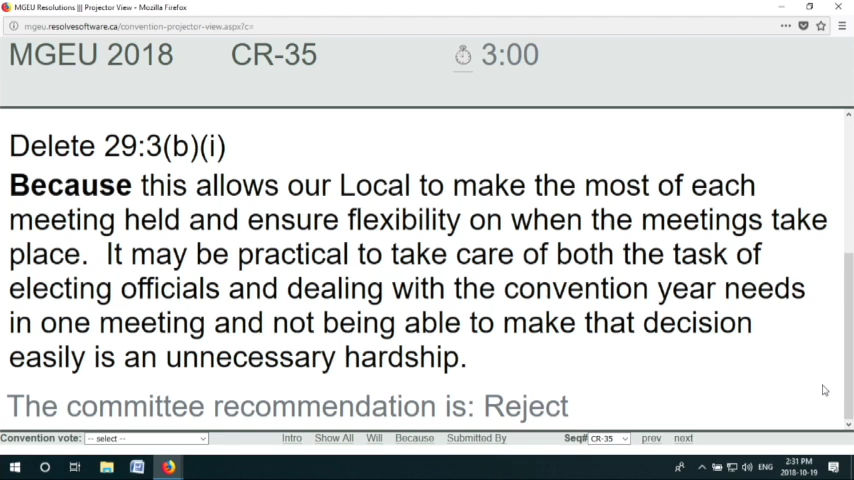 MGEU Resolutions ||| Projector View - Mozilla Firefox
mgeu.resolvesoftware.ca/convention-projector-view.aspx?c=
MGEU 2018 CR-35 3:00
Delete 29:3(b)(i)
Because this allows our Local to make the most of each
meeting held and ensure flexibility on when the meetings take
place. It may be practical to take care of both the task of
electing officials and dealing with the convention year needs
in one meeting and not being able to make that decision
easily is an unnecessary hardship.
The committee recommendation is: Reject
Convention vote: -- select -- Intro Show All Will Because Submitted By Seq# CR-35 prev next
ENG 2:31 PM
2018-10-19